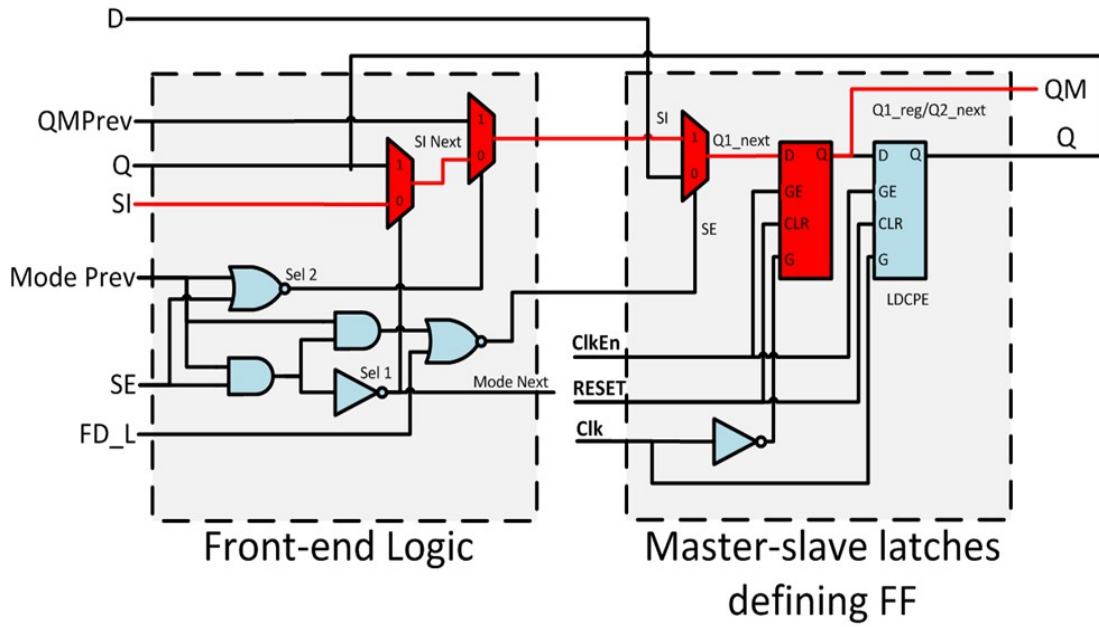 D
QMPrev
Q
SI
Mode Prev
SE
FD_L
1
0
SI Next
1
0
Sel 2
Sel 1
Mode Next
Front-end Logic
SI
1
0
Q1_next
SE
D
Q
GE
CLR
G
Q1_reg/Q2_next
D
Q
GE
CLR
G
LDCPE
QM
Q
ClkEn
RESET
Clk
Master-slave latches
defining FF